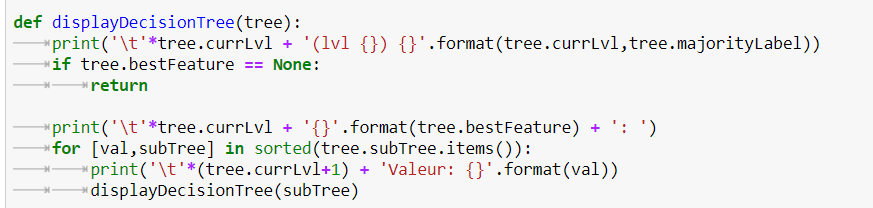 def displayDecisionTree(tree):
	print('\t'*tree.currLvl + '(lvl {}) {}'.format(tree.currLvl,tree.majorityLabel))
	if tree.bestFeature == None:
		return

	print('\t'*tree.currLvl + '{}'.format(tree.bestFeature) + ': ')
	for [val,subTree] in sorted(tree.subTree.items()):
		print('\t'*(tree.currLvl+1) + 'Valeur: {}'.format(val))
		displayDecisionTree(subTree)